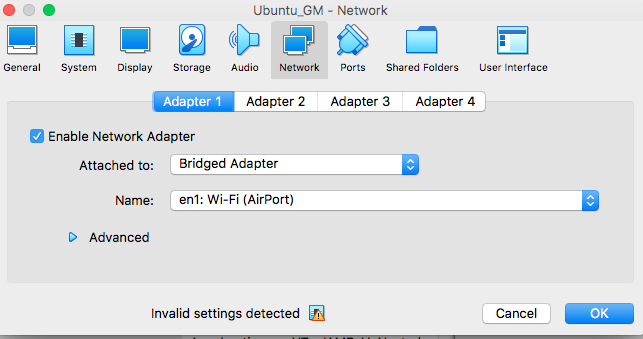 Ubuntu_GM - Network
General System Display Storage Audio Network Ports Shared Folders User Interface
Adapter 1 Adapter 2 Adapter 3 Adapter 4
Enable Network Adapter
Attached to: Bridged Adapter
Name: en1: Wi-Fi (AirPort)
Advanced
Invalid settings detected Cancel OK